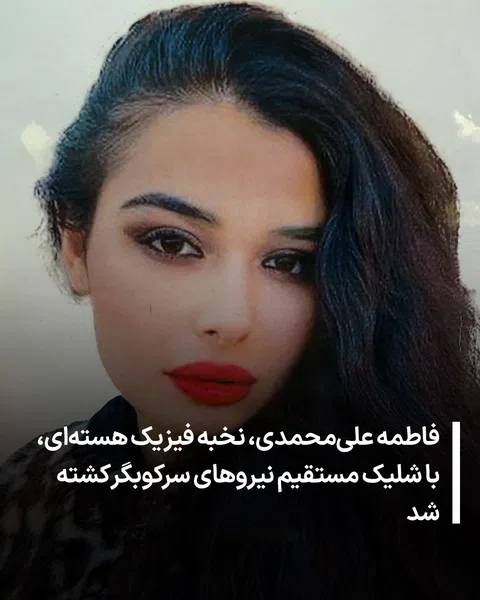 فاطمه علی‌محمدی، نخبه فیزیک هسته‌ای،
با شلیک مستقیم نیروهای سرکوبگر کشته
شد